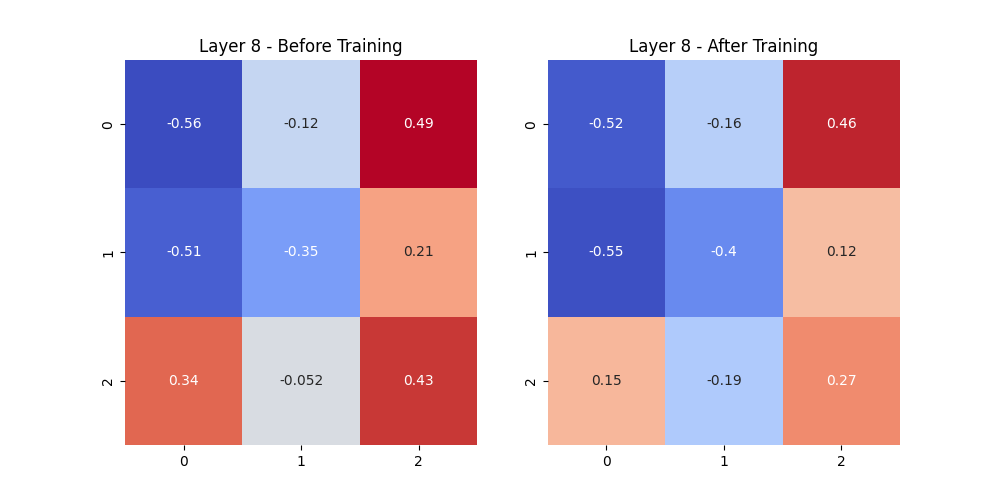 Layer 8 - Before Training
0 -0.56 -0.12 0.49
1 -0.51 -0.35 0.21
2 0.34 -0.052 0.43
0 1 2
Layer 8 - After Training
0 -0.52 -0.16 0.46
1 -0.55 -0.4 0.12
2 0.15 -0.19 0.27
0 1 2